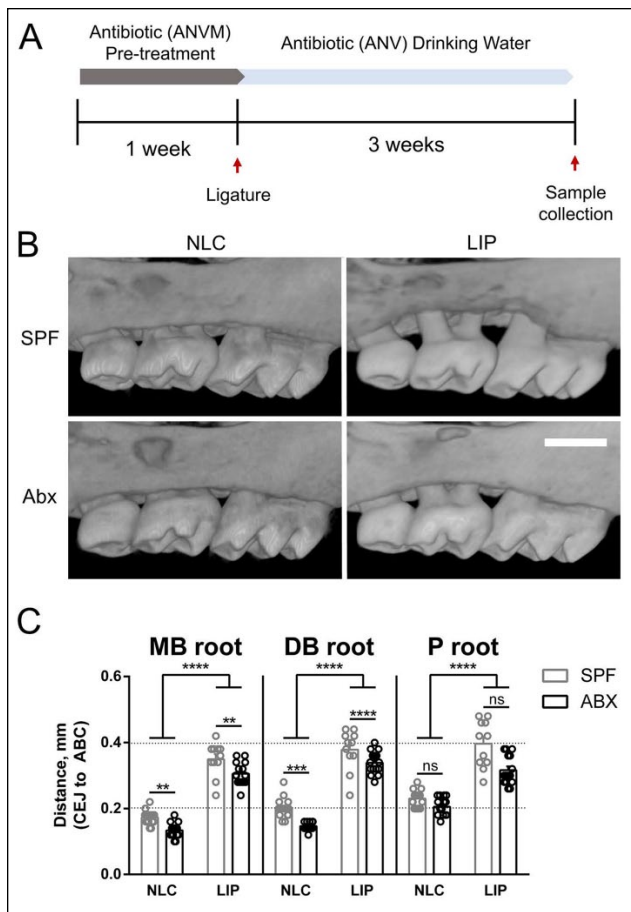 A
Antibiotic (ANVM)
Pre-treatment
Antibiotic (ANV) Drinking Water
1 week
3 weeks
Ligature
Sample
collection
B
NLC
LIP
SPF
Abx
C
MB root
DB root
P root
SPF
ABX
Distance, mm
(CEJ to ABC)
0.6
0.4
0.2
0.0
****
****
****
**
**
***
****
ns
ns
NLC
LIP
NLC
LIP
NLC
LIP